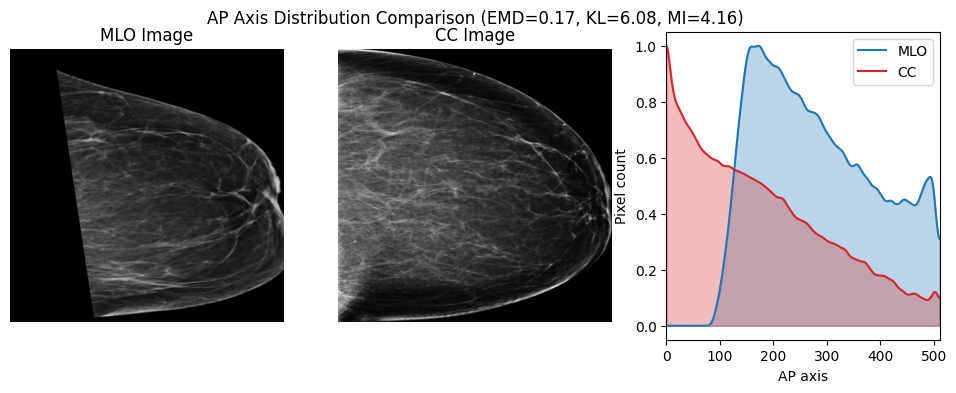 AP Axis Distribution Comparison (EMD=0.17, KL=6.08, MI=4.16)
MLO Image
CC Image
MLO
CC
Pixel count
1.0
0.8
0.6
0.4
0.2
0.0
0 100 200 300 400 500
AP axis